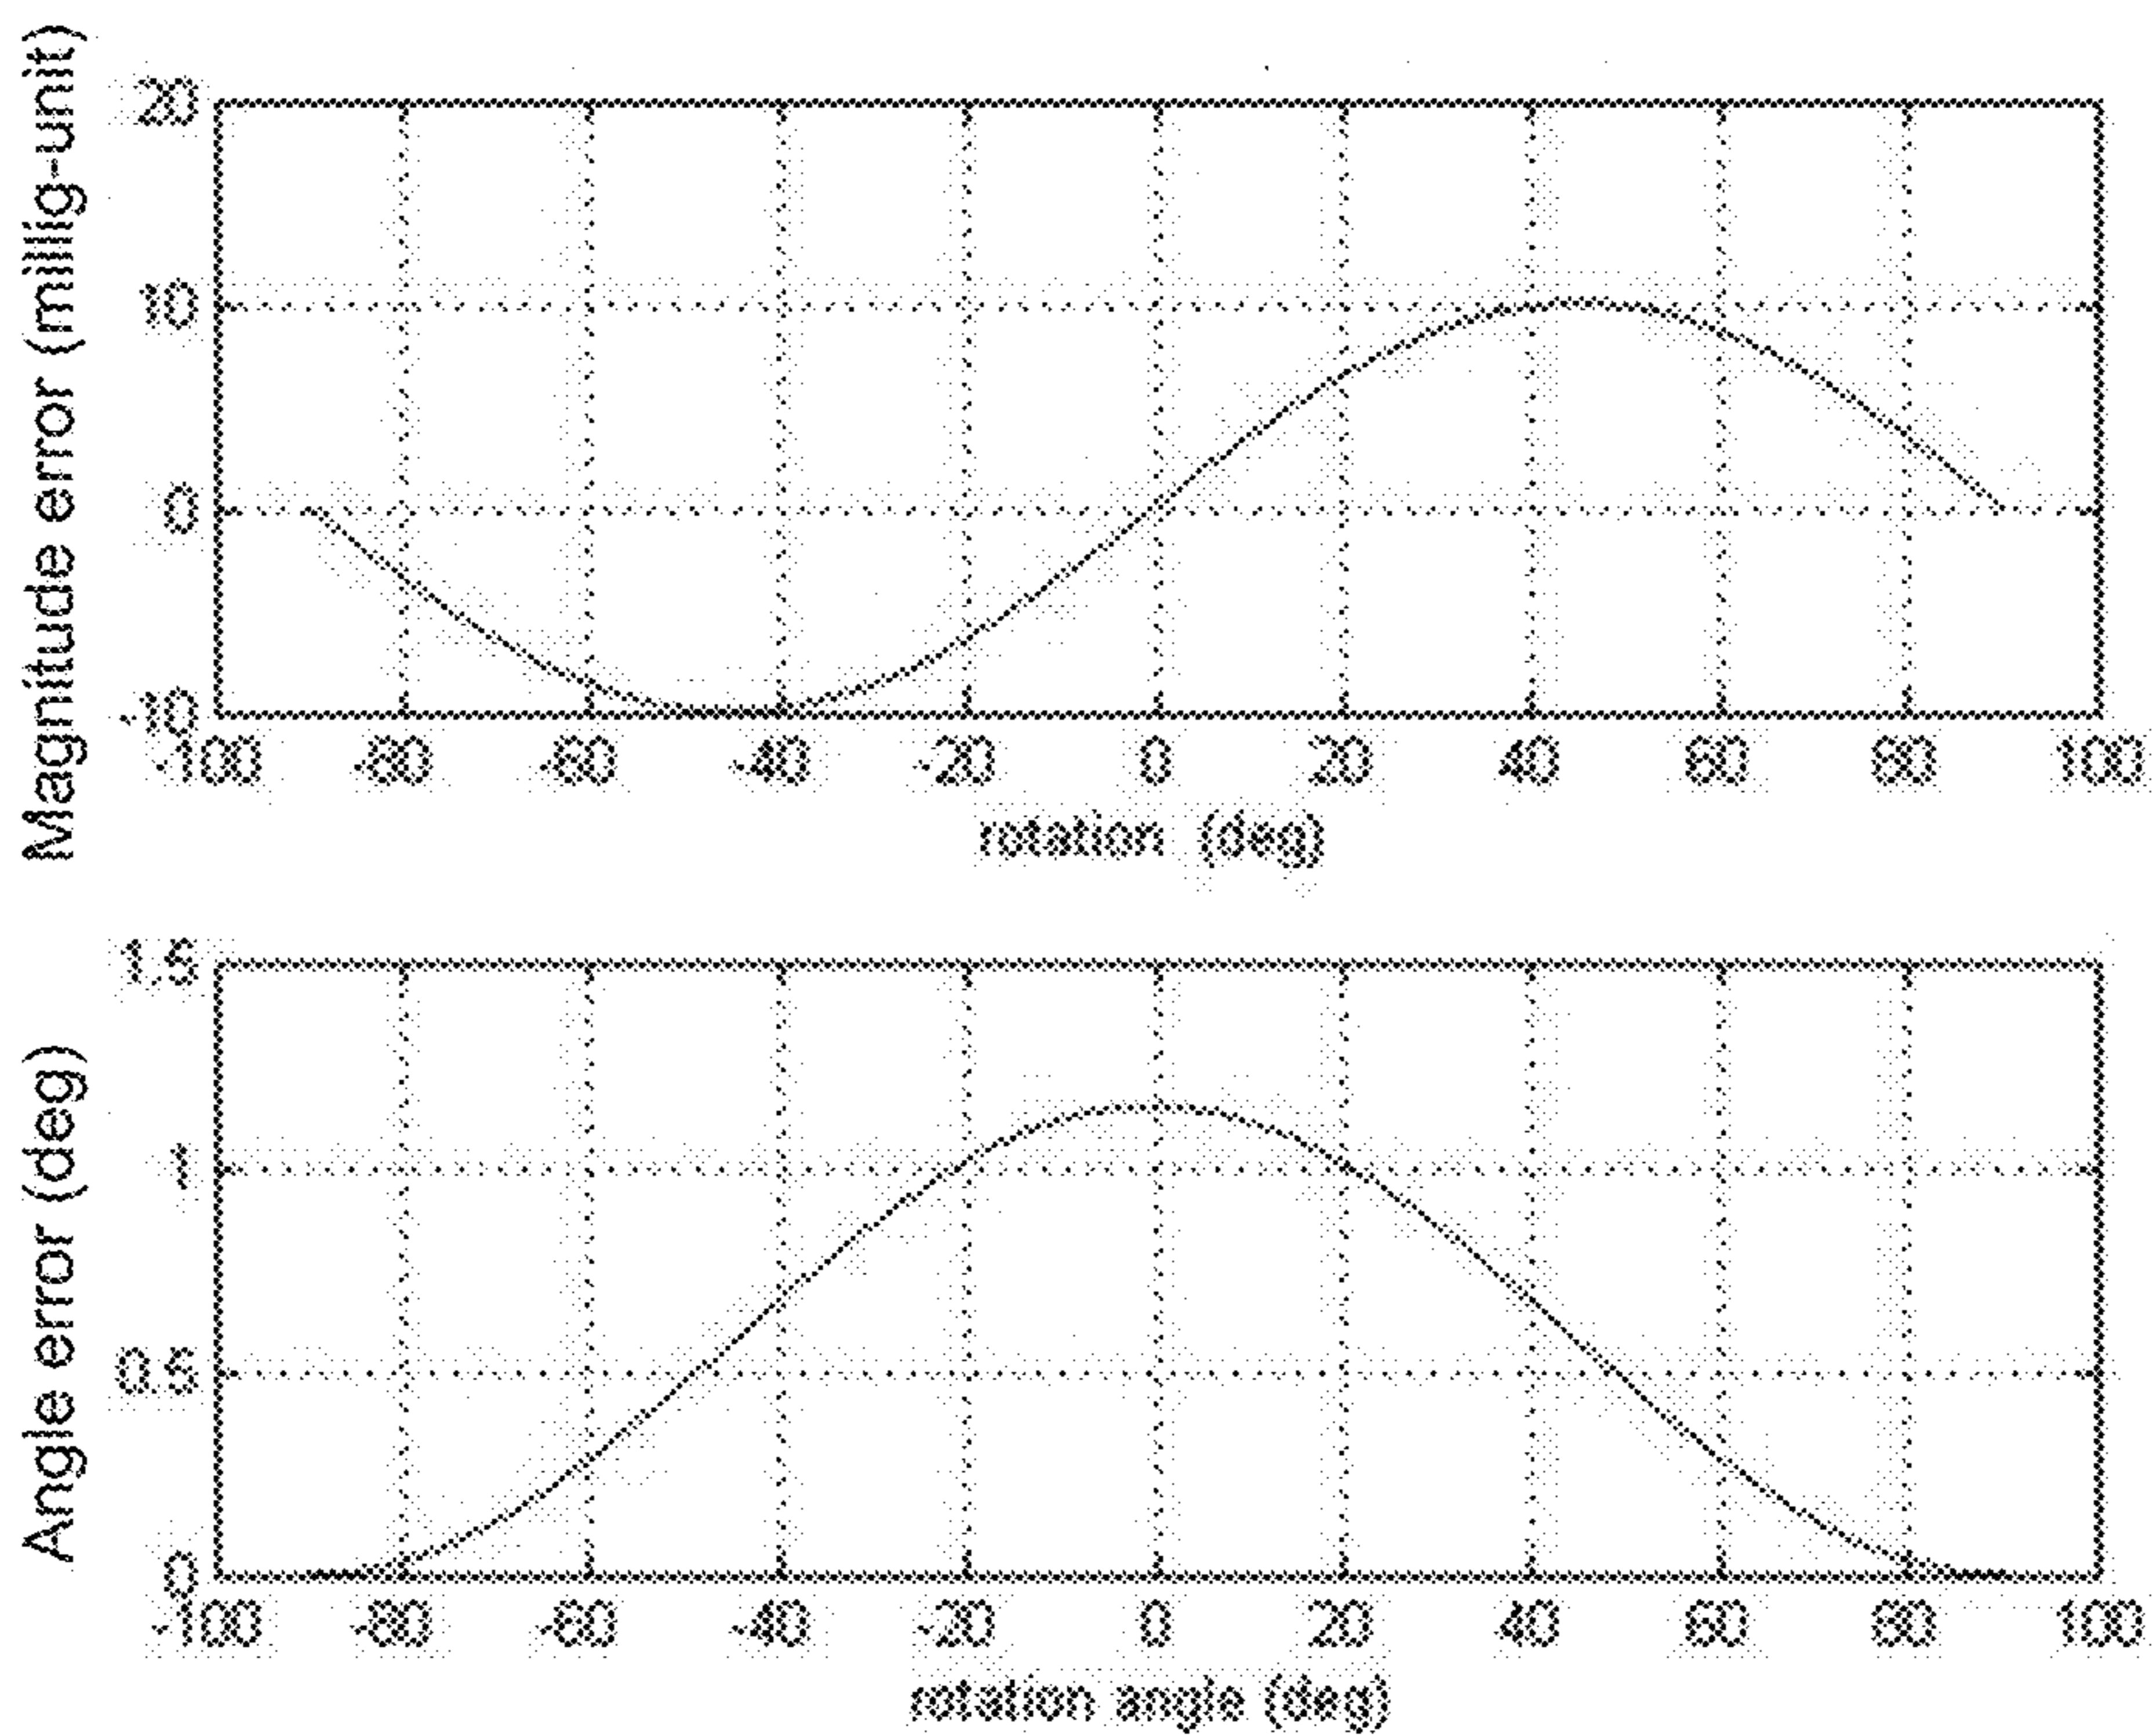 Magnitude error (millig-unit)
20
10
0
-10
-100 -80 -60 -40 -20 0 20 40 60 80 100
rotation (deg)
Angle error (deg)
1.5
1
0.5
0
-100 -80 -60 -40 -20 0 20 40 60 80 100
rotation angle (deg)